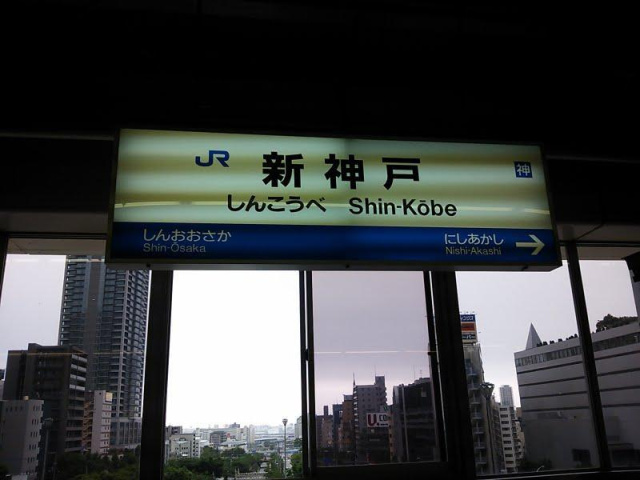 JR 新神戸 神
しんこうべ Shin-Kōbe
しんおおさか にしあかし
Shin-Ōsaka Nishi-Akashi